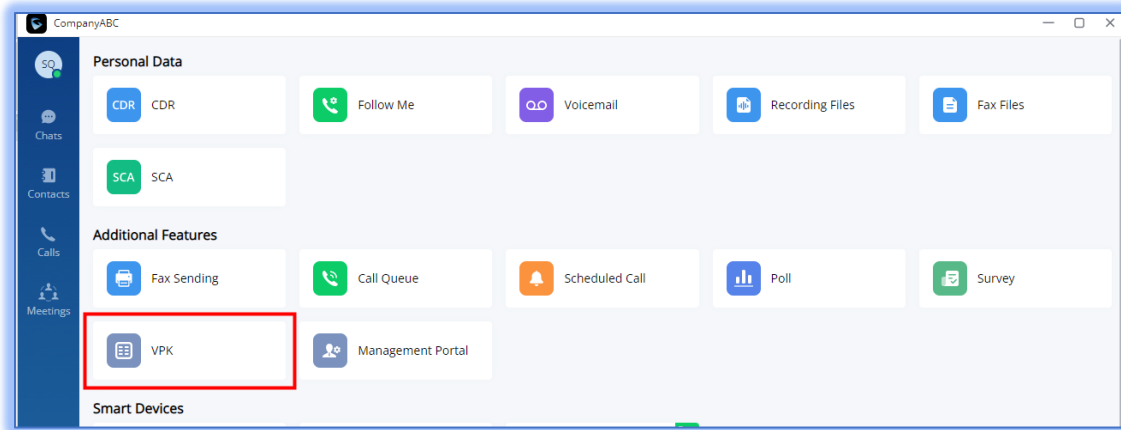 CompanyABC
SQ
Chats
Contacts
Calls
Meetings
Personal Data
CDR CDR
Follow Me
Voicemail
Recording Files
Fax Files
SCA SCA
Additional Features
Fax Sending
Call Queue
Scheduled Call
Poll
Survey
VPK
Management Portal
Smart Devices